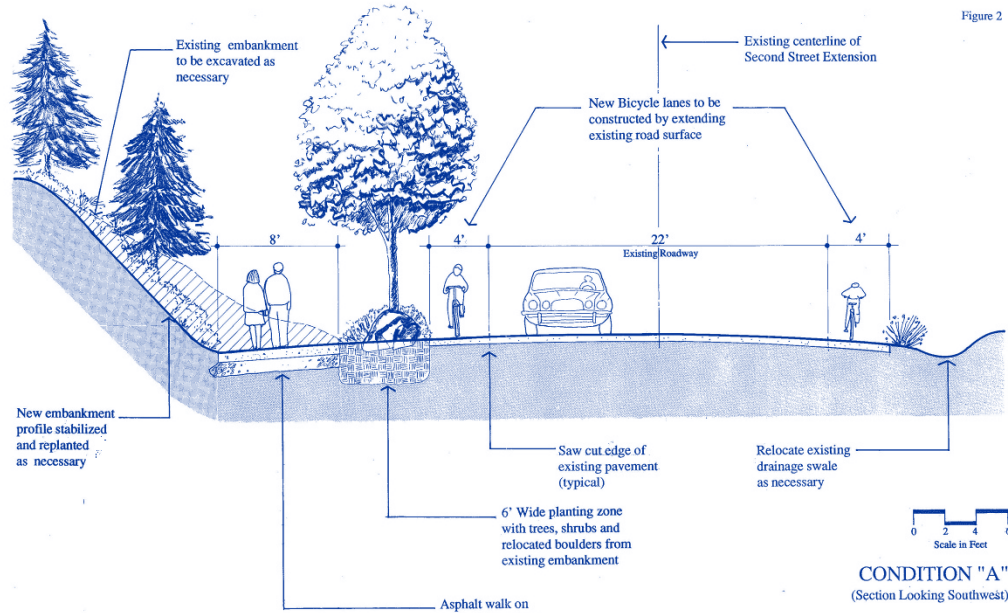 Figure 2
Existing embankment
to be excavated as
necessary
Existing centerline of
Second Street Extension
New Bicycle lanes to be
constructed by extending
existing road surface
8'
4'
22'
4'
Existing Roadway
New embankment
profile stabilized
and replanted
as necessary
Saw cut edge of
existing pavement
(typical)
Relocate existing
drainage swale
as necessary
6' Wide planting zone
with trees, shrubs and
relocated boulders from
existing embankment
0 2 4 6
Scale in Feet
CONDITION "A"
(Section Looking Southwest)
Asphalt walk on